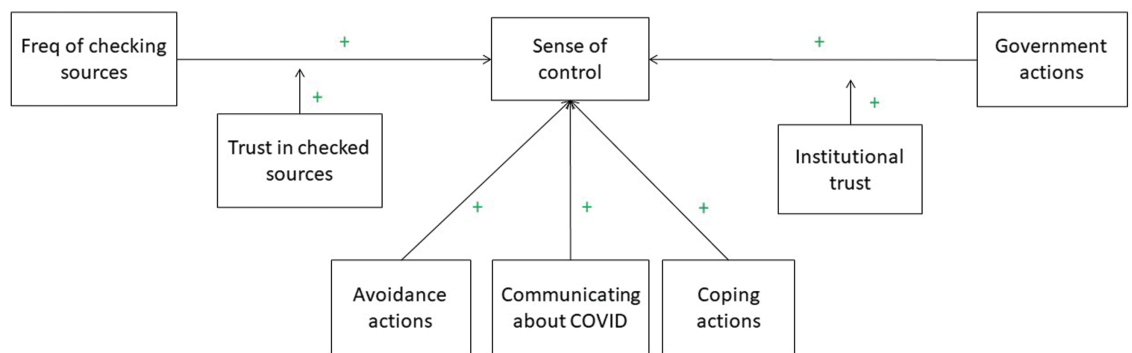 Freq of checking
sources
+
Sense of
control
+
Government
actions
+
Trust in checked
sources
+
Institutional
trust
+
+
+
Avoidance
actions
Communicating
about COVID
Coping
actions